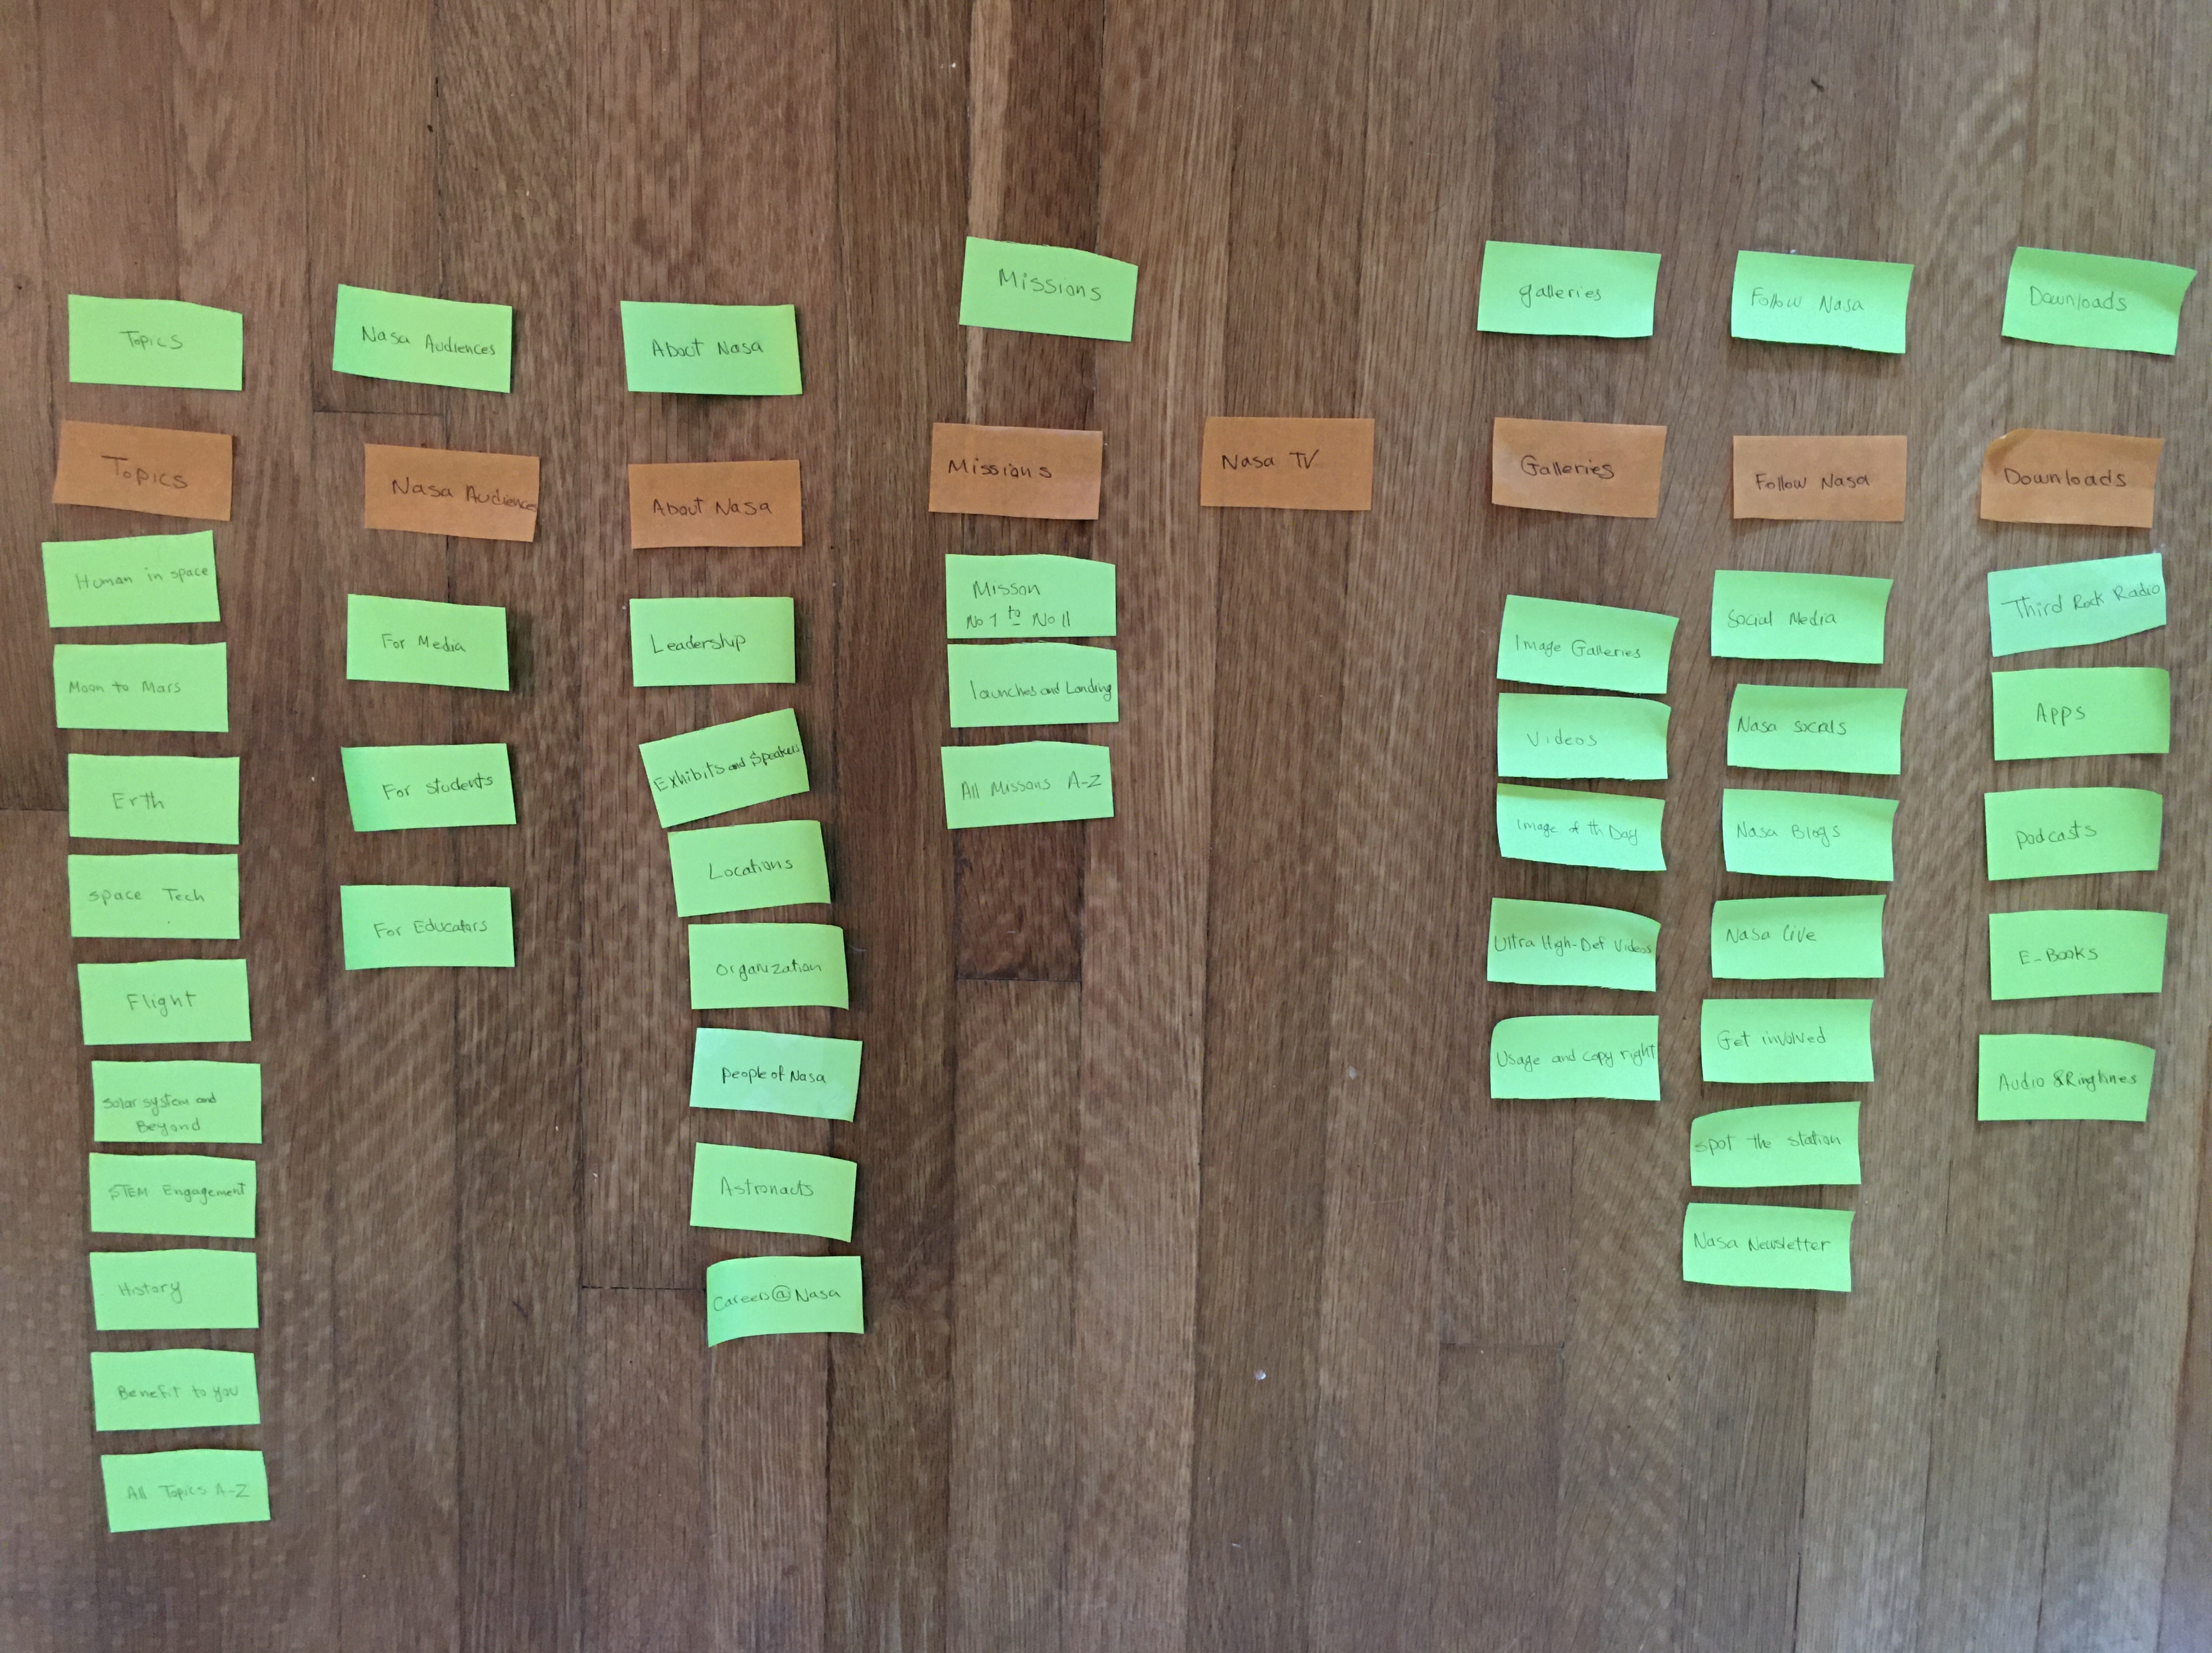 Topics
Topics
Human in space
Moon to Mars
Erth
Space Tech
Flight
Solar system and
Beyond
STEM Engagement
History
Benefit to you
All Topics A-Z
Nasa Audiences
Nasa Audience
For Media
For students
For Educators
About Nasa
About Nasa
Leadership
Exhibits and Speakers
Locations
Organization
People of Nasa
Astronauts
Careers@Nasa
Missions
Missions
Misson
No 1 to No 11
launches and Landing
All Missons A-Z
Nasa TV
galleries
Galleries
Image Galleries
Videos
Image of th Day
Ultra High-Def Videos
Usage and copy right
Follow Nasa
Follow Nasa
Social Media
Nasa socials
Nasa Blogs
Nasa live
Get involved
spot the station
Nasa Newsletter
Downloads
Downloads
Third Rock Radio
Apps
Podcasts
E-Books
Audio & Ringtines